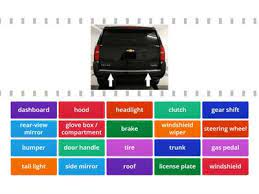 dashboard
hood
headlight
clutch
gear shift
rear-view
mirror
glove box /
compartment
brake
windshield
wiper
steering wheel
bumper
door handle
tire
trunk
gas pedal
tail light
side mirror
roof
license plate
windshield